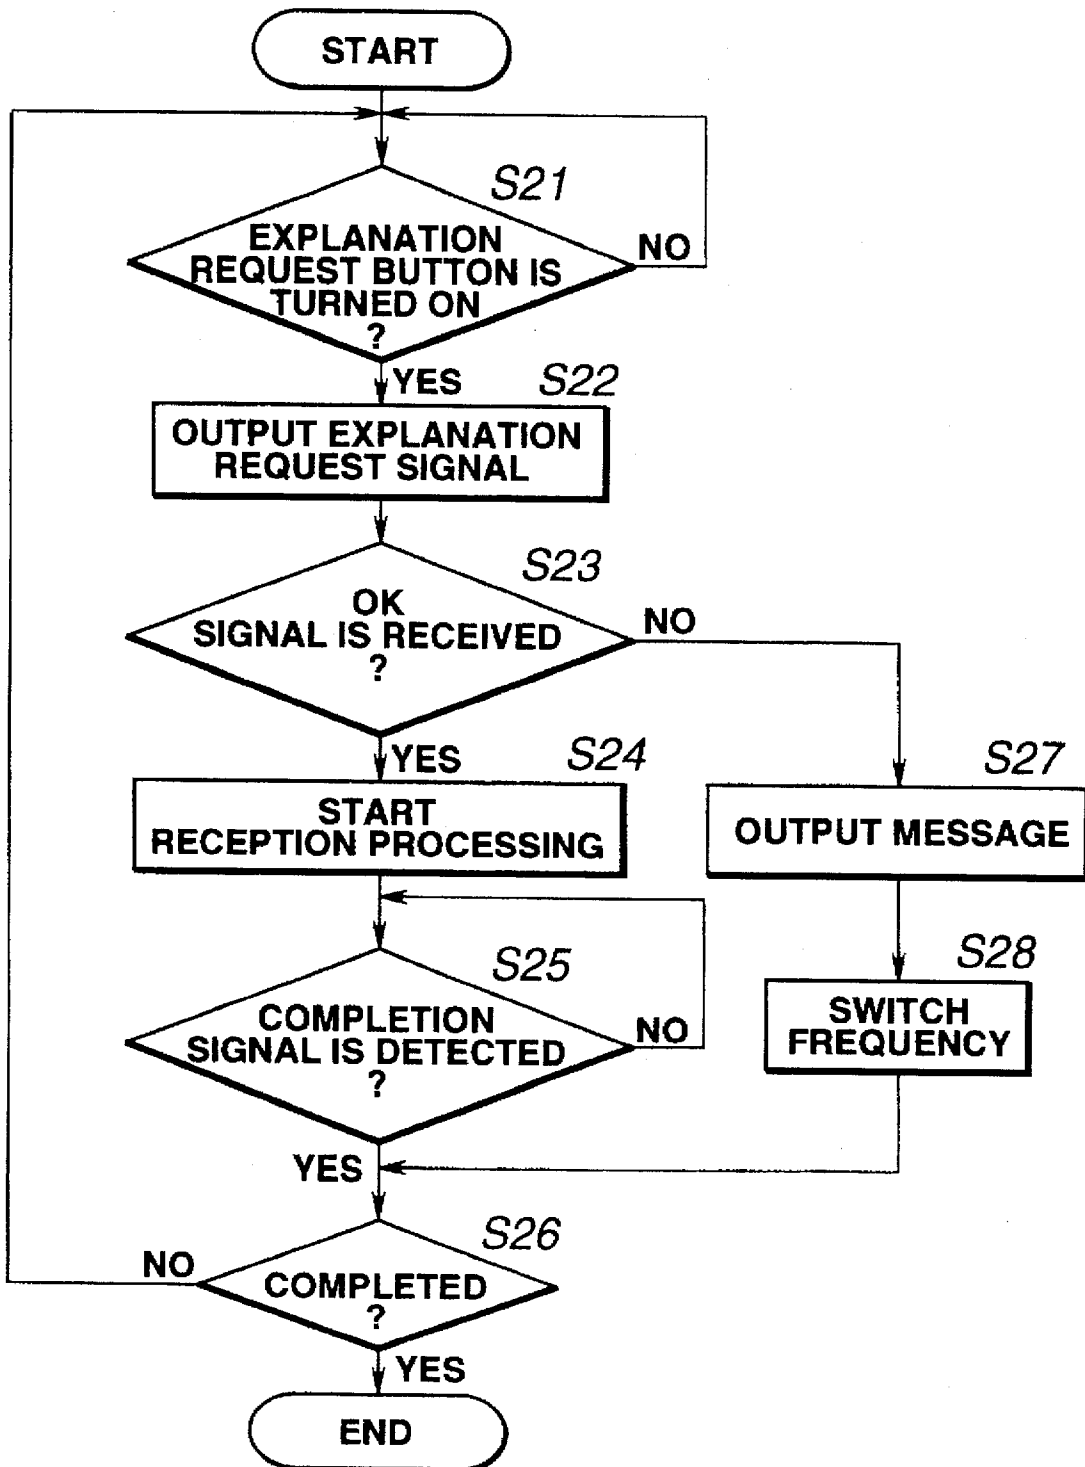 START
S21
EXPLANATION
REQUEST BUTTON IS
TURNED ON
?
NO
YES
S22
OUTPUT EXPLANATION
REQUEST SIGNAL
S23
OK
SIGNAL IS RECEIVED
?
NO
YES
S24
START
RECEPTION PROCESSING
S27
OUTPUT MESSAGE
S25
COMPLETION
SIGNAL IS DETECTED
?
NO
S28
SWITCH
FREQUENCY
YES
S26
NO
COMPLETED
?
YES
END